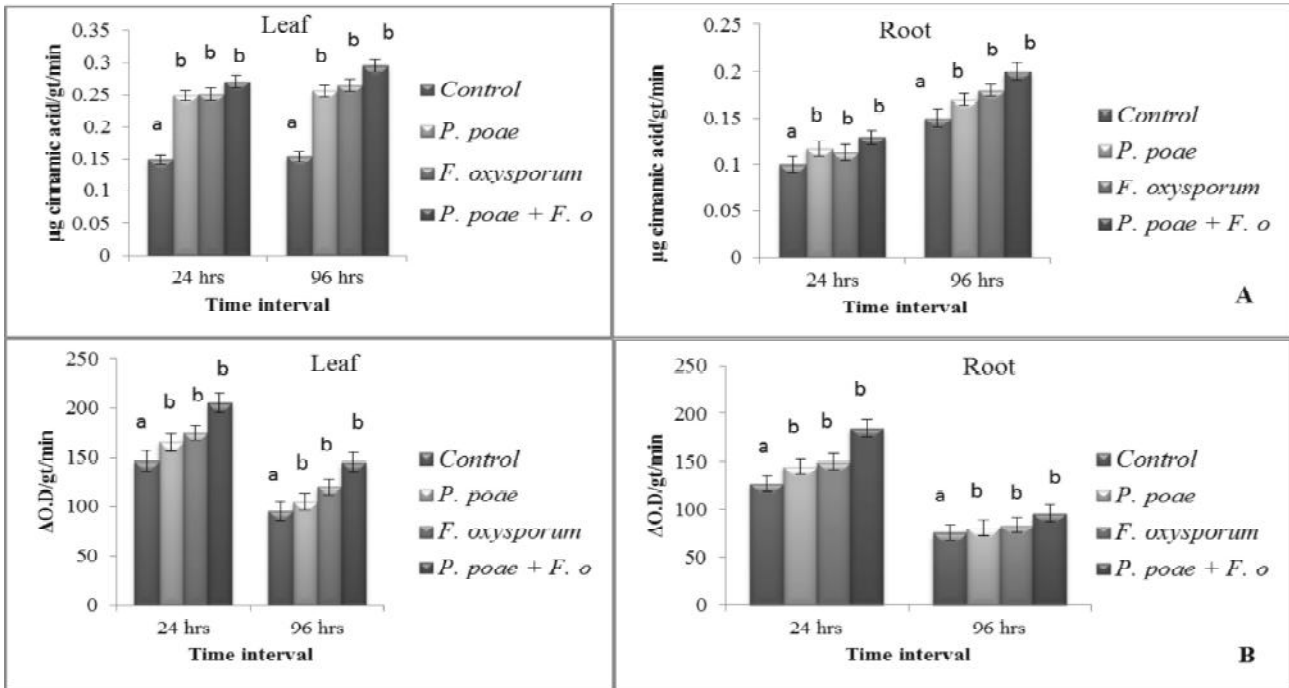 Leaf
µg cinnamic acid/gt/min
0.35
0.3
0.25
0.2
0.15
0.1
0.05
0
a b b b
a b b b
24 hrs 96 hrs
Time interval
Control
P. poae
F. oxysporum
P. poae + F. o
Root
µg cinnamic acid/gt/min
0.25
0.2
0.15
0.1
0.05
0
a b b b
a b b b
24 hrs 96 hrs
Time interval
Control
P. poae
F. oxysporum
P. poae + F. o
A
Leaf
ΔO.D/gt/min
250
200
150
100
50
0
a b b b
a b b b
24 hrs 96 hrs
Time interval
Control
P. poae
F. oxysporum
P. poae + F. o
Root
ΔO.D/gt/min
250
200
150
100
50
0
a b b b
a b b b
24 hrs 96 hrs
Time interval
Control
P. poae
F. oxysporum
P. poae + F. o
B